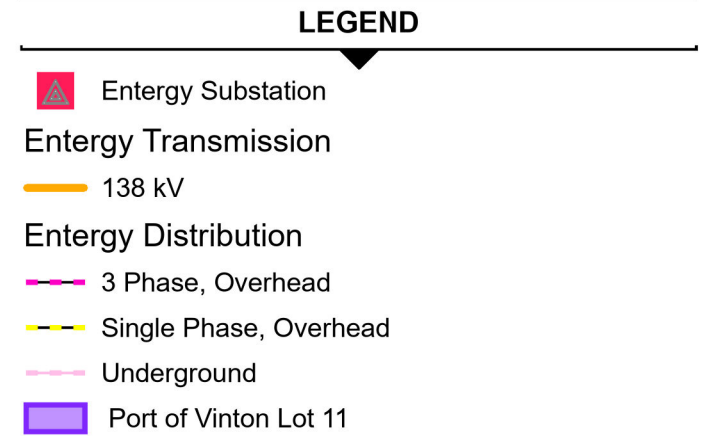 LEGEND
Entergy Substation
Entergy Transmission
138 kV
Entergy Distribution
3 Phase, Overhead
Single Phase, Overhead
Underground
Port of Vinton Lot 11